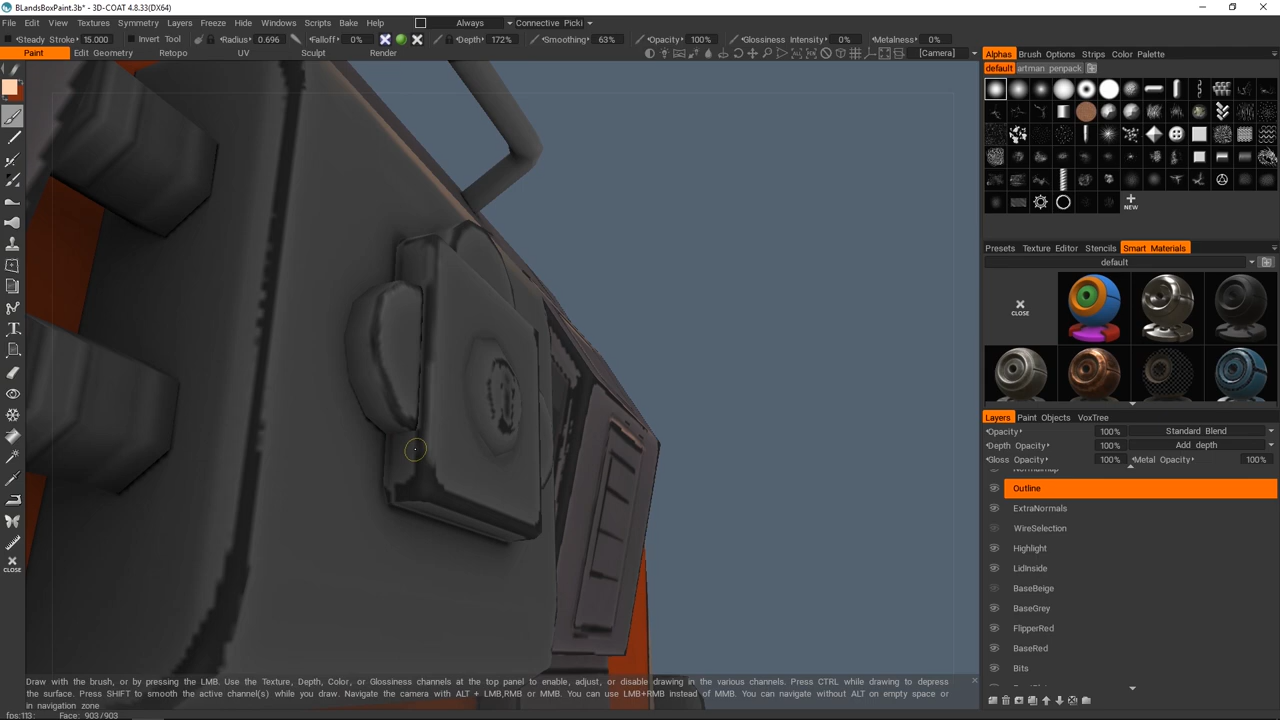 BLandsBoxPaint.3b* - 3D-COAT 4.8.33(DX64)
File Edit View Textures Symmetry Volumes Freeze Hide Windows Scripts Bake Help Always Connective Picki
Steady Stroke 15.000 Invert Tool Radius 0.696 Falloff 0% Depth 172% Smoothing 63% Opacity 100% Glossiness Intensity 0% Metalness 0%
Paint Edit Geometry Retopo UV Sculpt Render [Camera]
Alphas Brush Options Strips Color Palette
default artman penpack
NEW
Presets Texture Editor Stencils Smart Materials
default
CLOSE
Layers Paint Objects VoxTree
Opacity 100% Standard Blend
Depth Opacity 100% Add depth
Gloss Opacity 100% Metal Opacity 100%
Outline
ExtraNormals
WireSelection
Highlight
LidInside
BaseBeige
BaseGrey
FlipperRed
BaseRed
Bits
CLOSE
Draw with the brush, or by pressing the LMB. Use the Texture, Depth, Color, or Glossiness channels at the top panel to enable, adjust, or disable drawing in the various channels. Press CTRL while drawing to depress
the surface. Press SHIFT to smooth the active channel(s) while you draw. Navigate the camera with ALT + LMB,RMB or MMB. You can use LMB+RMB instead of MMB. You can navigate without ALT on empty space or
in navigation zone
fps:113; Face: 903/903